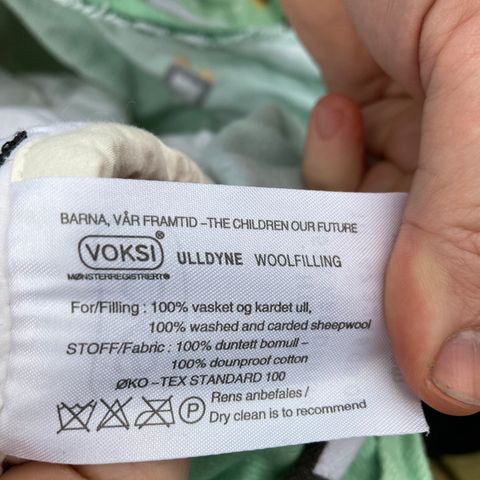 BARNA, VÅR FRAMTID –THE CHILDREN OUR FUTURE
VOKSI® ULLDYNE WOOLFILLING
MØNSTERREGISTRERT®
For/Filling : 100% vasket og kardet ull,
100% washed and carded sheepwool
STOFF/Fabric : 100% duntett bomull –
100% dounproof cotton
ØKO –TEX STANDARD 100
Rens anbefales/
P Dry clean is to recommend